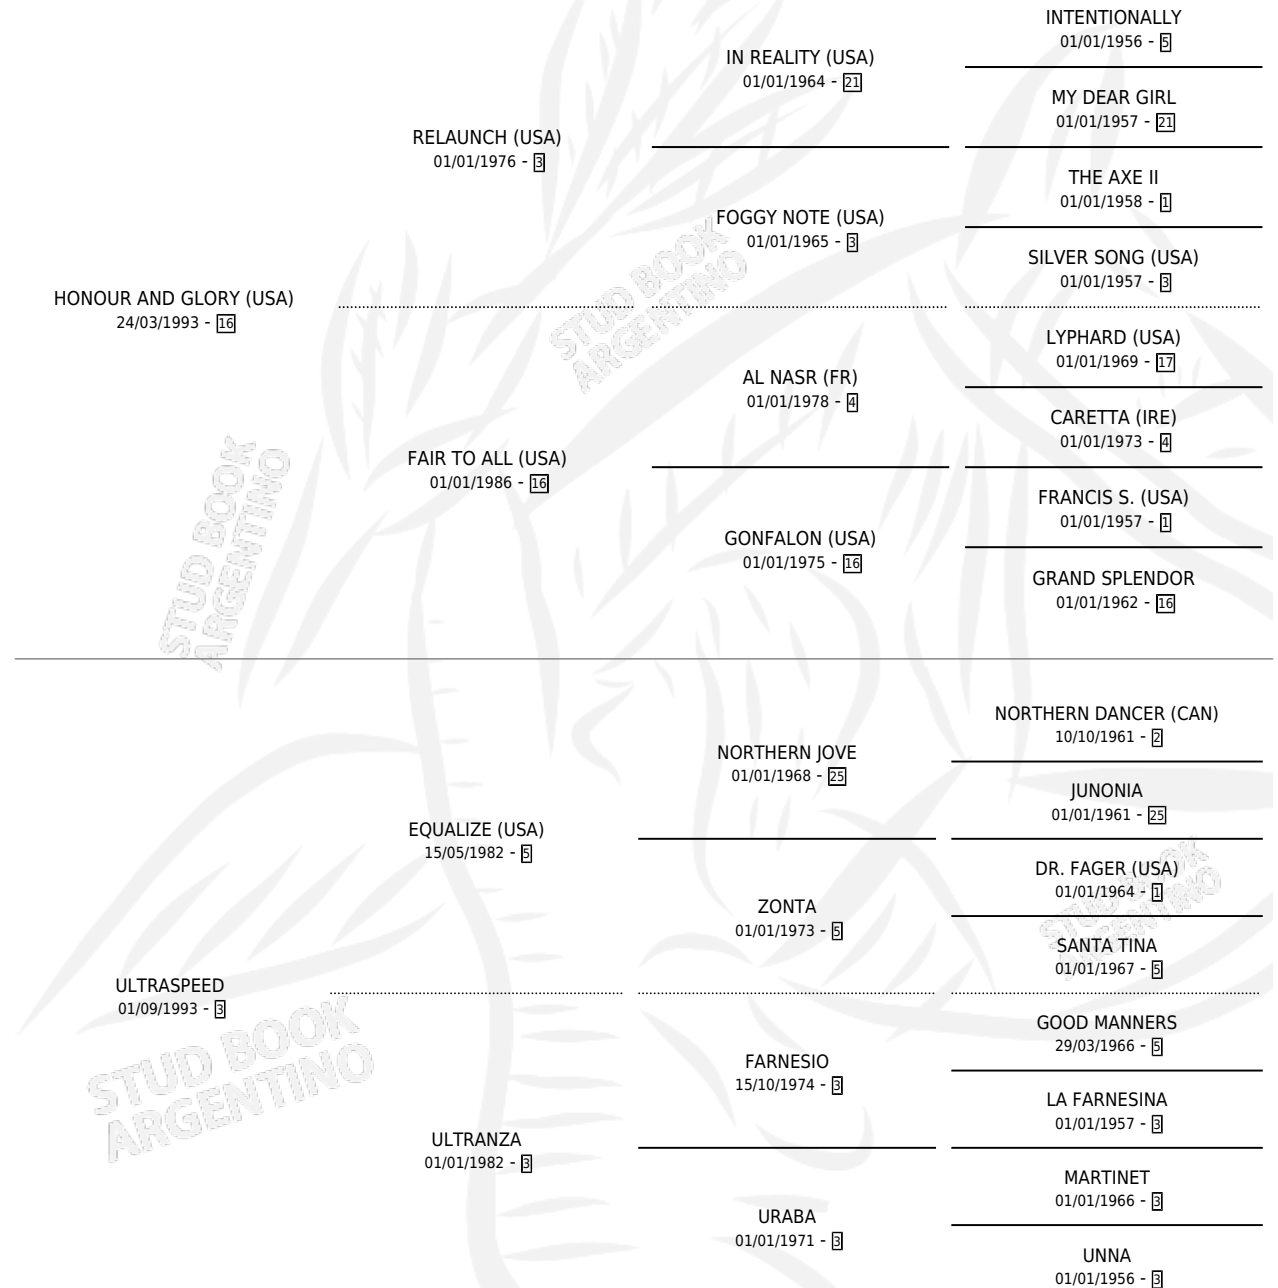 INTENTIONALLY
01/01/1956 - 5
IN REALITY (USA)
01/01/1964 - 21
MY DEAR GIRL
01/01/1957 - 21
RELAUNCH (USA)
01/01/1976 - 3
THE AXE II
01/01/1958 - 1
FOGGY NOTE (USA)
01/01/1965 - 3
SILVER SONG (USA)
01/01/1957 - 3
HONOUR AND GLORY (USA)
24/03/1993 - 16
LYPHARD (USA)
01/01/1969 - 17
AL NASR (FR)
01/01/1978 - 4
CARETTA (IRE)
01/01/1973 - 4
FAIR TO ALL (USA)
01/01/1986 - 16
FRANCIS S. (USA)
01/01/1957 - 1
GONFALON (USA)
01/01/1975 - 16
GRAND SPLENDOR
01/01/1962 - 16
NORTHERN DANCER (CAN)
10/10/1961 - 2
NORTHERN JOVE
01/01/1968 - 25
JUNONIA
01/01/1961 - 25
EQUALIZE (USA)
15/05/1982 - 5
DR. FAGER (USA)
01/01/1964 - 1
ZONTA
01/01/1973 - 5
SANTA TINA
01/01/1967 - 5
ULTRASPEED
01/09/1993 - 3
GOOD MANNERS
29/03/1966 - 5
FARNESIO
15/10/1974 - 3
LA FARNESINA
01/01/1957 - 3
ULTRANZA
01/01/1982 - 3
MARTINET
01/01/1966 - 3
URABA
01/01/1971 - 3
UNNA
01/01/1956 - 3
STUD BOOK
ARGENTINO
STUD BOOK
ARGENTINO
STUD BOOK
ARGENTINO
STUD BOOK
ARGENTINO